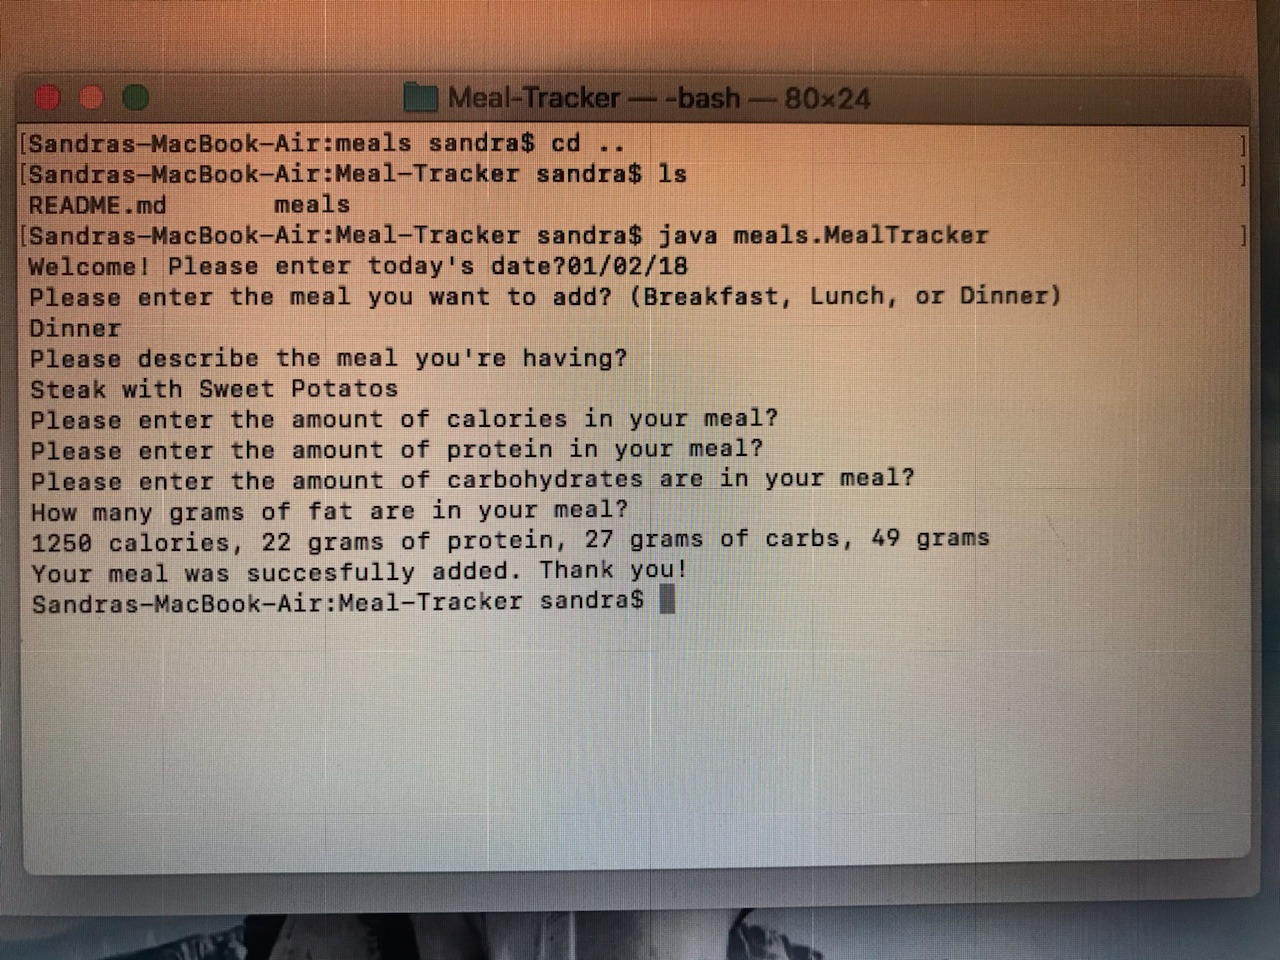 Meal-Tracker — -bash — 80×24
[Sandras-MacBook-Air:meals sandra$ cd .. ]
[Sandras-MacBook-Air:Meal-Tracker sandra$ ls ]
README.md meals
[Sandras-MacBook-Air:Meal-Tracker sandra$ java meals.MealTracker ]
Welcome! Please enter today's date?01/02/18
Please enter the meal you want to add? (Breakfast, Lunch, or Dinner)
Dinner
Please describe the meal you're having?
Steak with Sweet Potatos
Please enter the amount of calories in your meal?
Please enter the amount of protein in your meal?
Please enter the amount of carbohydrates are in your meal?
How many grams of fat are in your meal?
1250 calories, 22 grams of protein, 27 grams of carbs, 49 grams
Your meal was succesfully added. Thank you!
Sandras-MacBook-Air:Meal-Tracker sandra$